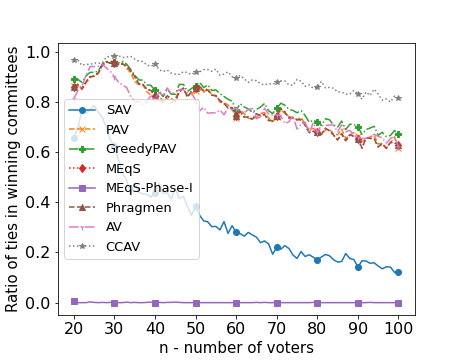 Ratio of ties in winning committees
1.0
0.8
0.6
0.4
0.2
0.0
SAV
PAV
GreedyPAV
MEqS
MEqS-Phase-I
Phragmen
AV
CCAV
20 30 40 50 60 70 80 90 100
n - number of voters